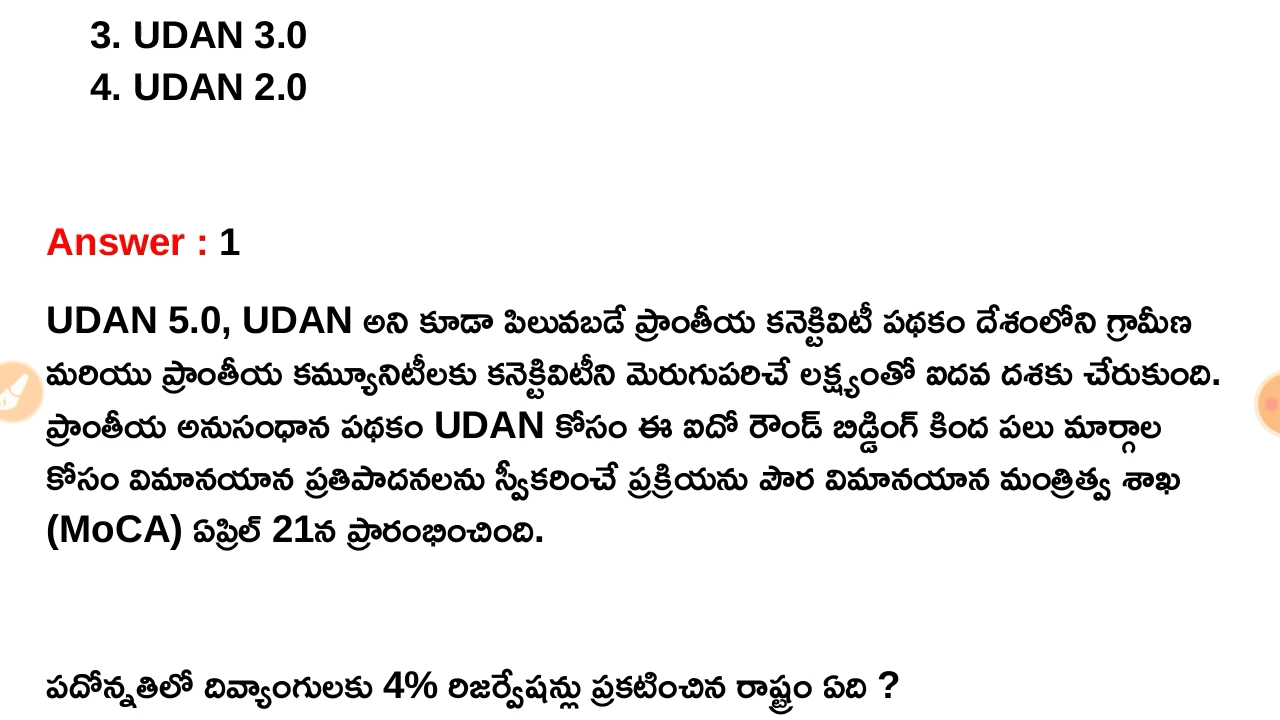 3. UDAN 3.0
4. UDAN 2.0
Answer : 1
UDAN 5.0, UDAN అని కూడా పిలువబడే ప్రాంతీయ కనెక్టివిటీ పథకం దేశంలోని గ్రామీణ
మరియు ప్రాంతీయ కమ్యూనిటీలకు కనెక్టివిటీని మెరుగుపరిచే లక్ష్యంతో ఐదవ దశకు చేరుకుంది.
ప్రాంతీయ అనుసంధాన పథకం UDAN కోసం ఈ ఐదో రౌండ్ బిడ్డింగ్ కింద పలు మార్గాల
కోసం విమానయాన ప్రతిపాదనలను స్వీకరించే ప్రక్రియను పౌర విమానయాన మంత్రిత్వ శాఖ
(MoCA) ఏప్రిల్ 21న ప్రారంభించింది.
పదోన్నతిలో దివ్యాంగులకు 4% రిజర్వేషన్లు ప్రకటించిన రాష్ట్రం ఏది ?